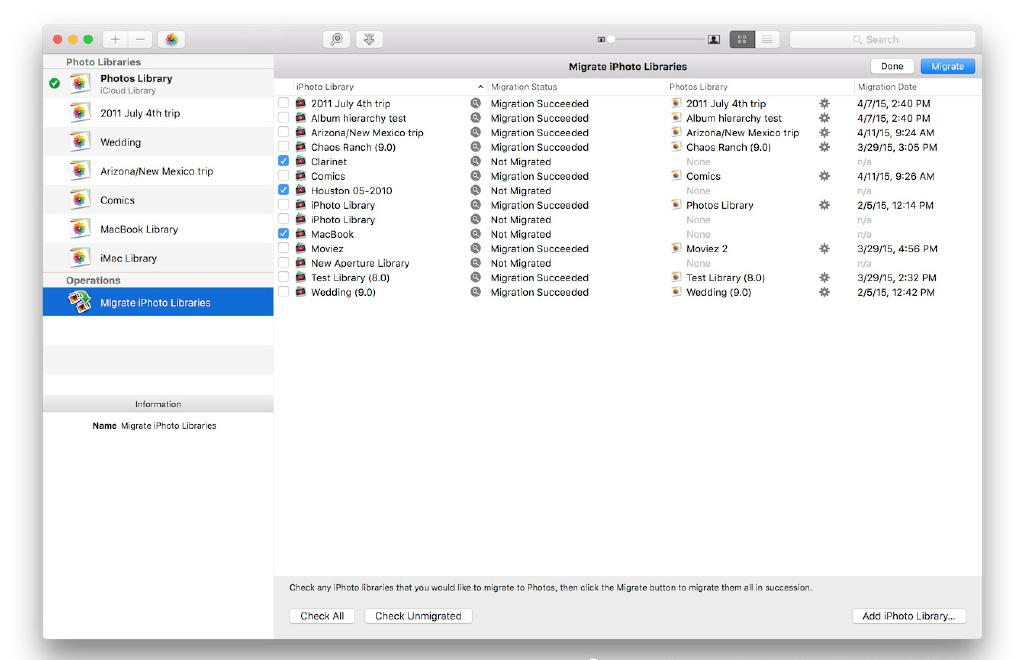 Search
Photo Libraries
Photos Library
iCloud Library
2011 July 4th trip
Wedding
Arizona/New Mexico trip
Comics
MacBook Library
iMac Library
Operations
Migrate iPhoto Libraries
Information
Name Migrate iPhoto Libraries
Migrate iPhoto Libraries
Done
Migrate
iPhoto Library Migration Status Photos Library Migration Date
2011 July 4th trip Migration Succeeded 2011 July 4th trip 4/7/15, 2:40 PM
Album hierarchy test Migration Succeeded Album hierarchy test 4/7/15, 2:40 PM
Arizona/New Mexico trip Migration Succeeded Arizona/New Mexico trip 4/11/15, 9:24 AM
Chaos Ranch (9.0) Migration Succeeded Chaos Ranch (9.0) 3/29/15, 3:05 PM
Clarinet Not Migrated None n/a
Comics Migration Succeeded Comics 4/11/15, 9:26 AM
Houston 05-2010 Not Migrated None n/a
iPhoto Library Migration Succeeded Photos Library 2/5/15, 12:14 PM
iPhoto Library Not Migrated None n/a
MacBook Not Migrated None n/a
Moviez Migration Succeeded Moviez 2 3/29/15, 4:56 PM
New Aperture Library Not Migrated None n/a
Test Library (8.0) Migration Succeeded Test Library (8.0) 3/29/15, 2:32 PM
Wedding (9.0) Migration Succeeded Wedding (9.0) 2/5/15, 12:42 PM
Check any iPhoto libraries that you would like to migrate to Photos, then click the Migrate button to migrate them all in succession.
Check All
Check Unmigrated
Add iPhoto Library...